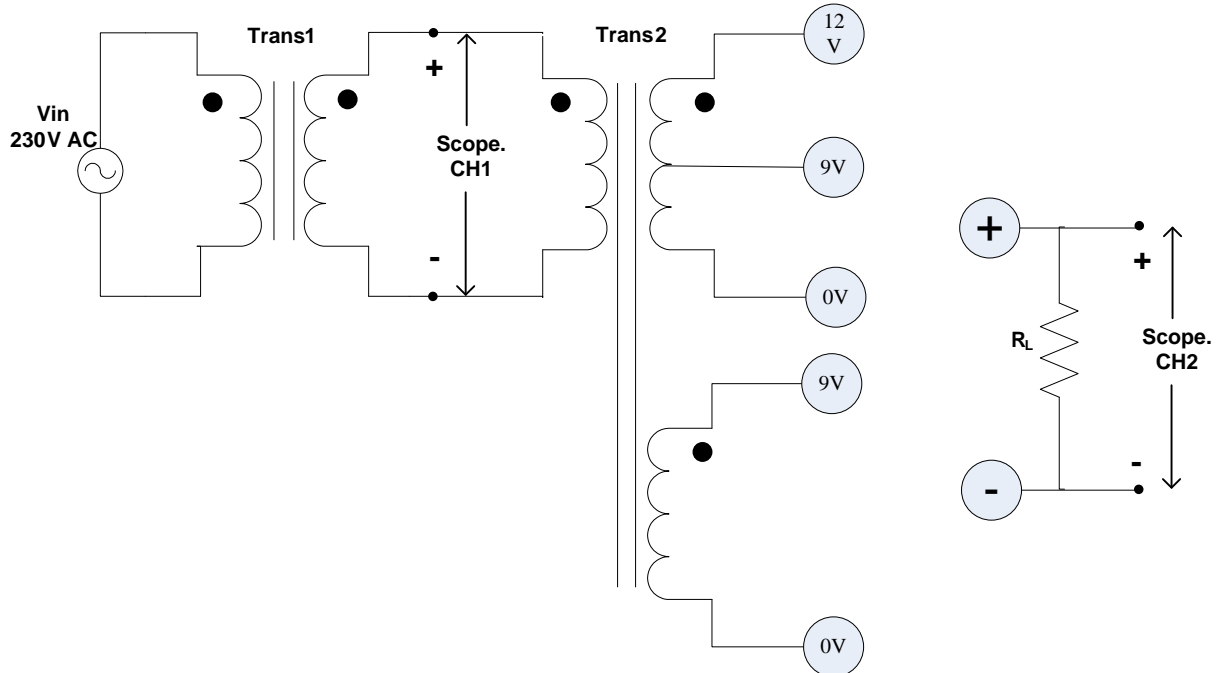 Trans1
Trans2
12
V
Vin
230V AC
+
Scope.
CH1
-
9V
0V
9V
0V
+
+
RL
Scope.
CH2
-
-